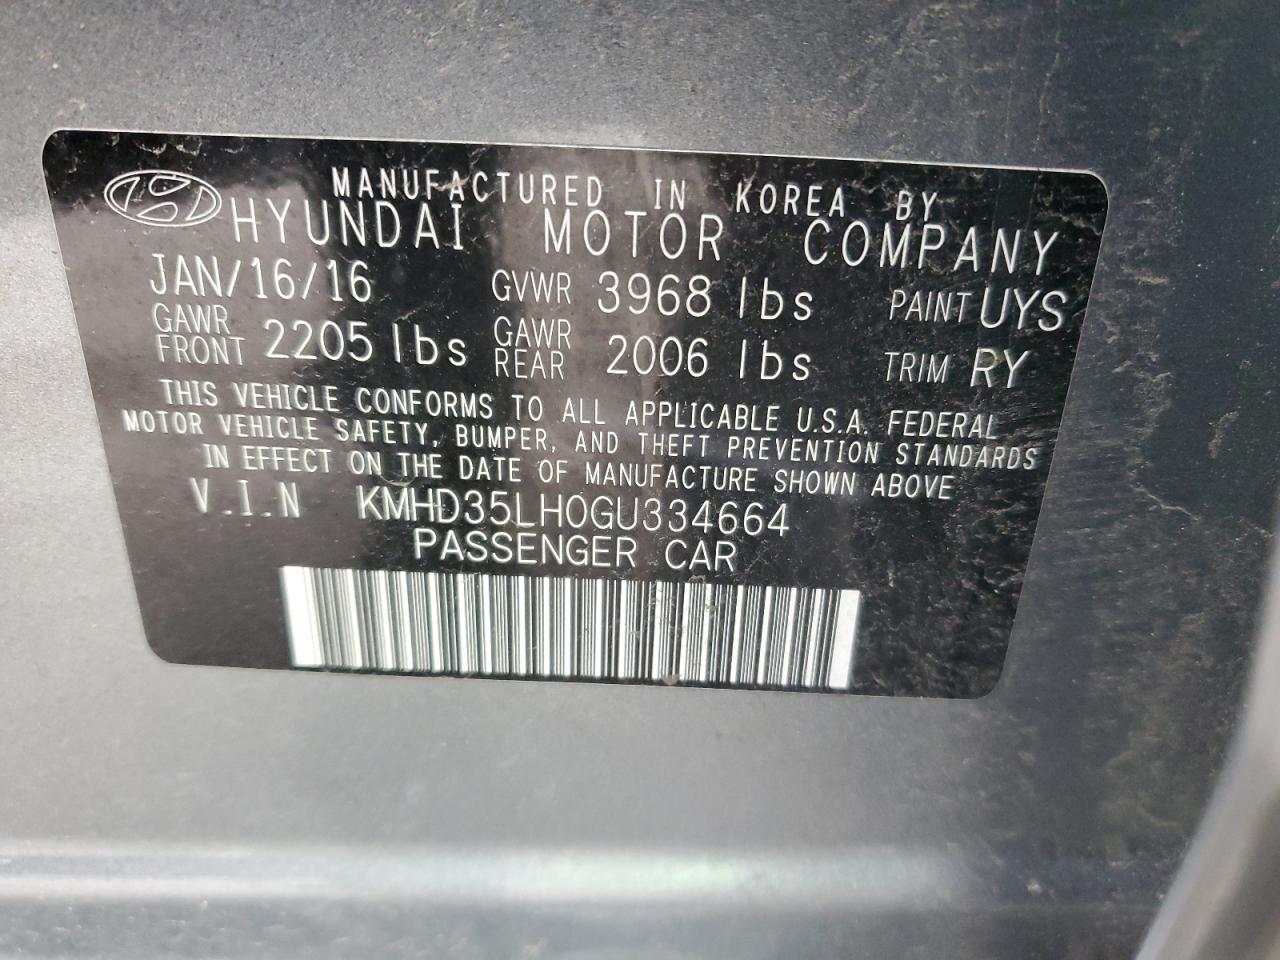 MANUFACTURED IN KOREA BY
HYUNDAI MOTOR COMPANY
JAN/16/16 GVWR 3968 lbs PAINT UYS
GAWR FRONT 2205 lbs GAWR REAR 2006 lbs TRIM RY
THIS VEHICLE CONFORMS TO ALL APPLICABLE U.S.A. FEDERAL
MOTOR VEHICLE SAFETY, BUMPER, AND THEFT PREVENTION STANDARDS
IN EFFECT ON THE DATE OF MANUFACTURE SHOWN ABOVE
V.I.N KMHD35LH0GU334664
PASSENGER CAR